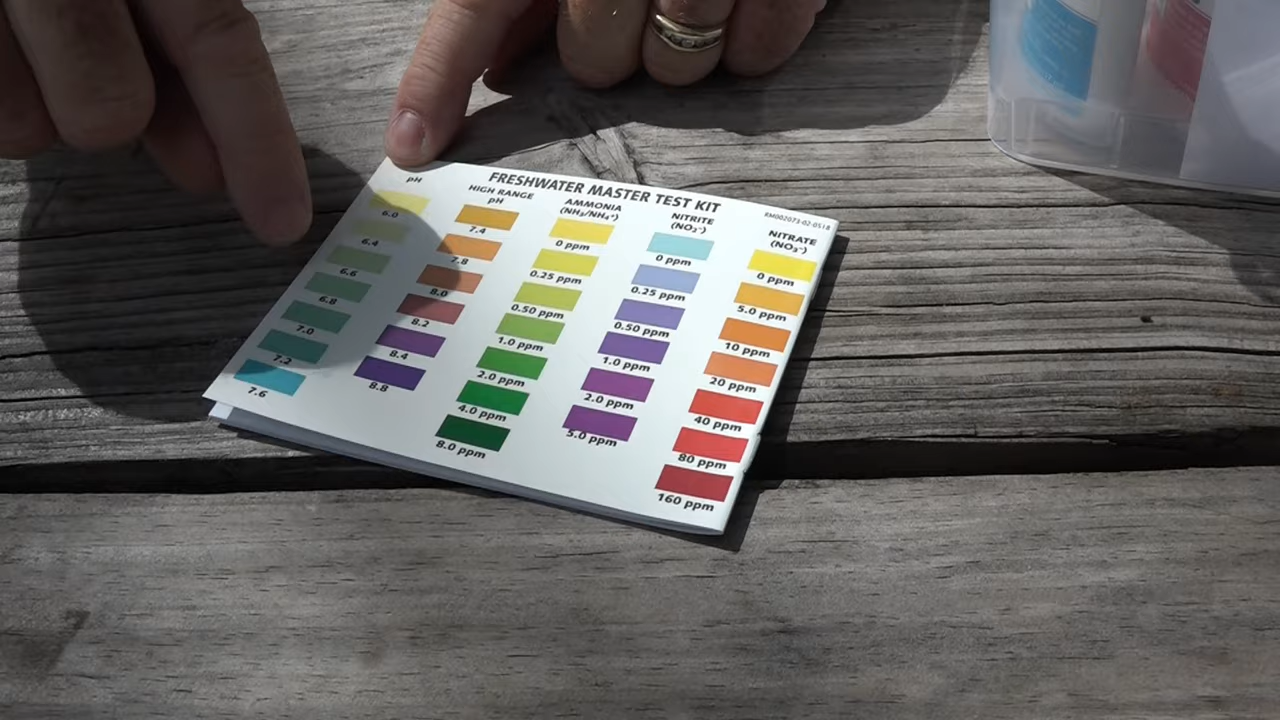 FRESHWATER MASTER TEST KIT
RM002073-02-0518
pH
6.0
6.4
6.6
6.8
7.0
7.2
7.6
HIGH RANGE
pH
7.4
7.8
8.0
8.2
8.4
8.8
AMMONIA
(NH₃/NH₄⁺)
0 ppm
0.25 ppm
0.50 ppm
1.0 ppm
2.0 ppm
4.0 ppm
8.0 ppm
NITRITE
(NO₂⁻)
0 ppm
0.25 ppm
0.50 ppm
1.0 ppm
2.0 ppm
5.0 ppm
NITRATE
(NO₃⁻)
0 ppm
5.0 ppm
10 ppm
20 ppm
40 ppm
80 ppm
160 ppm